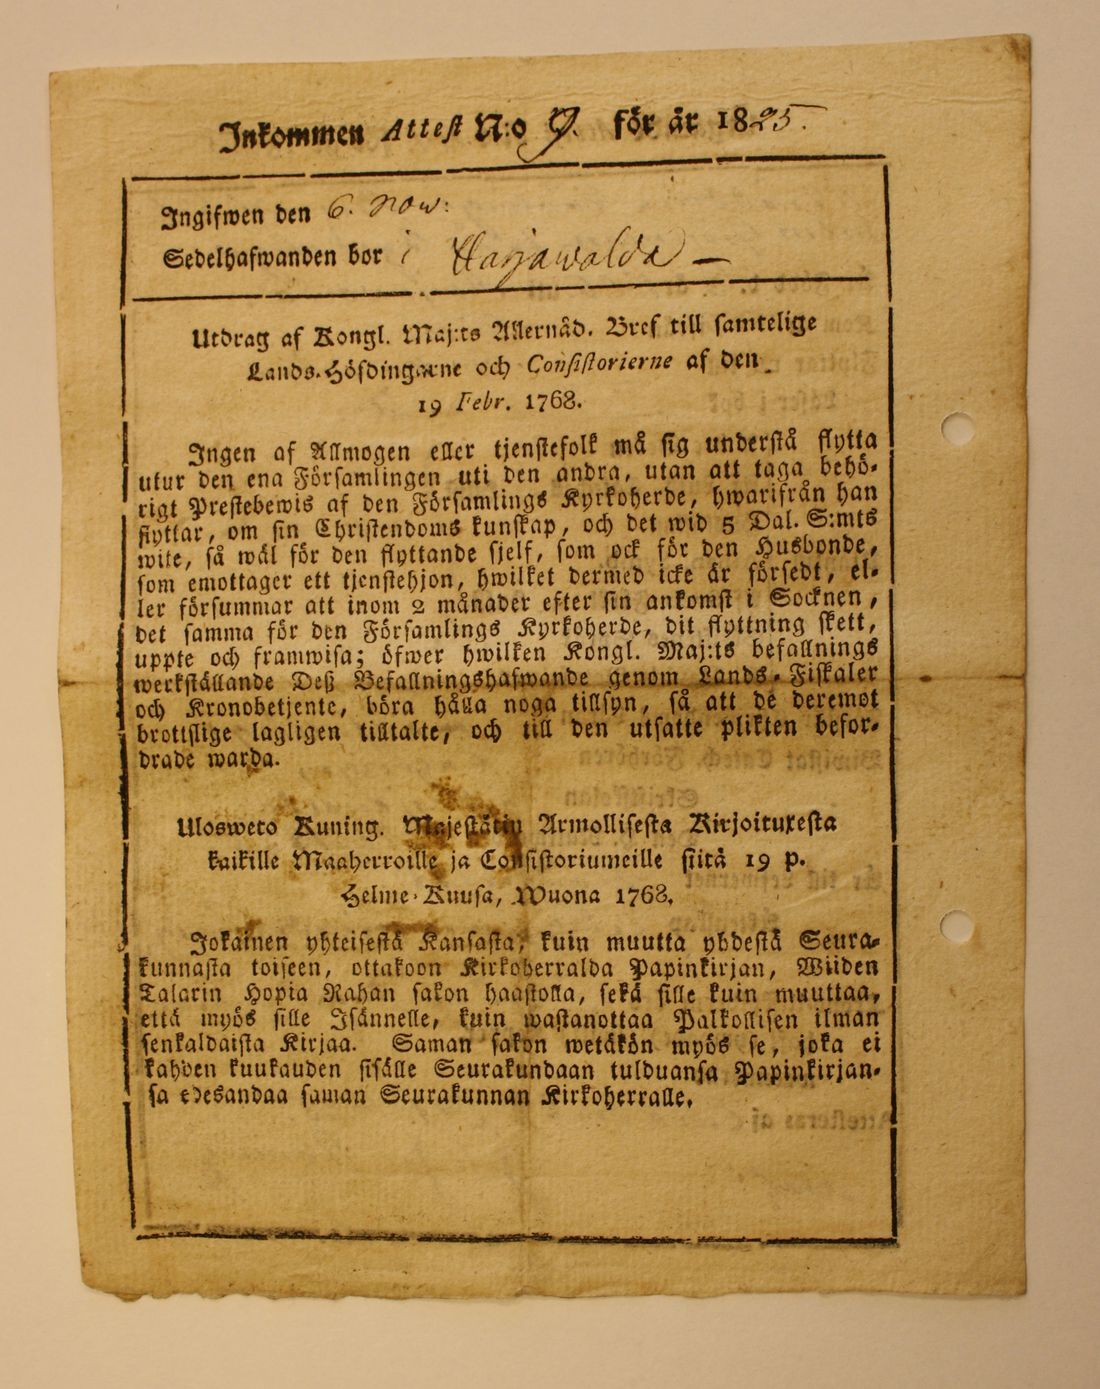 Inkommen Attest N:o 9. för år 1825.
Ingifwen den 6. Now:
Sedelhafwanden bor i Harjawalda —
Utdrag af Kongl. Maj:ts Allernåd. Bref till samtelige
Lands-Höfdingarne och Consistorierne af den
19 Febr. 1768.
Ingen af Allmogen eller tjenstefolk må sig understå flytta
utur den ena Församlingen uti den andra, utan att taga behö-
rigt Prestebewis af den Församlings Kyrkoherde, hwarifrån han
flyttar, om sin Christendoms kunskap, och det wid 5 Dal. S:mts
wite, så wäl för den flyttande sjelf, som ock för den Husbonde,
som emottager ett tjenstehjon, hwilket dermed icke är försedt, el-
ler försummar att inom 2 månader efter sin ankomst i Socknen,
det samma för den Församlings Kyrkoherde, dit flyttning skett,
uppte och framwisa; öfwer hwilken Kongl. Maj:ts befallnings
werkställande Deß Befallningshafwande genom Lands-Fiskaler
och Kronobetjente, böra hålla noga tillsyn, så att de deremot
brottslige lagligen tilltalte, och till den utsatte plikten befor-
drade warda.
Ulosweto Kuning. Majestätin Armollisesta Kirjoituxesta
kaikille Maaherroille ja Consistoriumeille siitä 19 p.
Helme-Kuusa, Wuona 1768.
Jokainen yhteisestä Kansasta, kuin muutta yhdestä Seura-
kunnasta toiseen, ottakoon Kirkoherralda Papinkirjan, Wiiden
Talarin Hopia Rahan sakon haastolla, sekä sille kuin muuttaa,
että myös sille Isännelle, kuin wastanottaa Palkollisen ilman
senkaldaista Kirjaa. Saman sakon wetäkön myös se, joka ei
kahden kuukauden sisälle Seurakundaan tulduansa Papinkirjan-
sa edesandaa saman Seurakunnan Kirkoherralle.